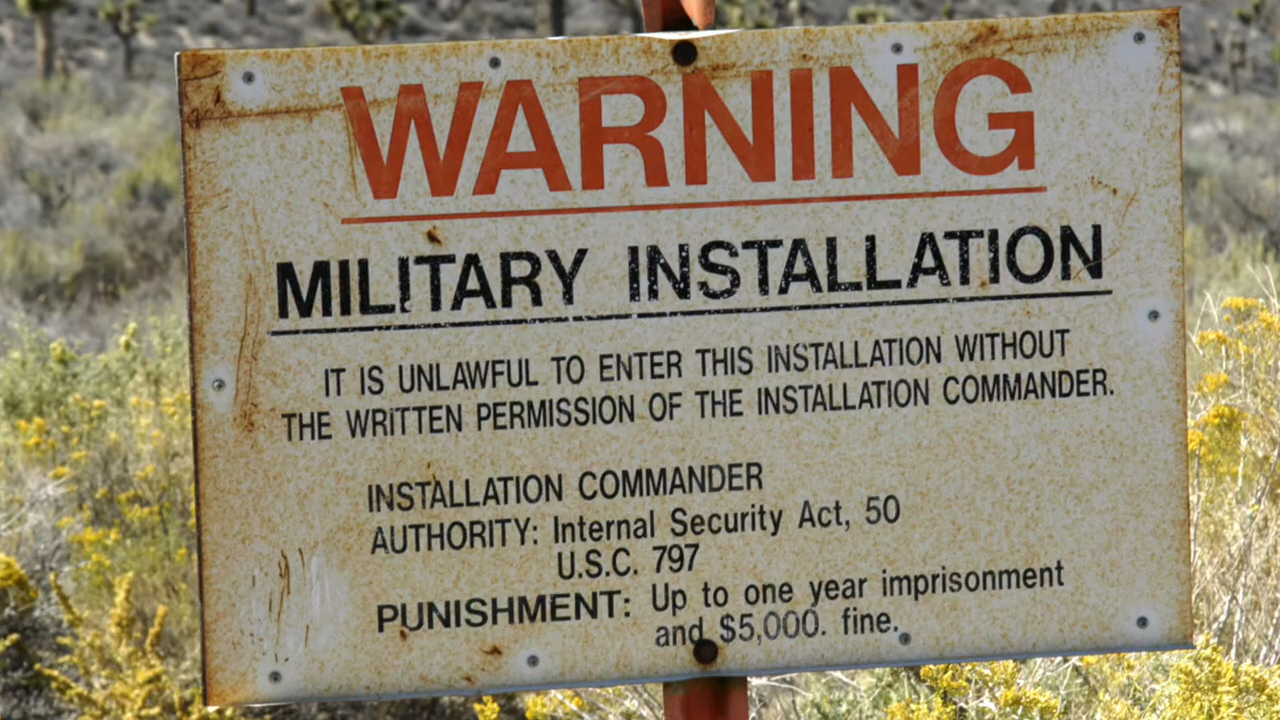 WARNING
MILITARY INSTALLATION
IT IS UNLAWFUL TO ENTER THIS INSTALLATION WITHOUT
THE WRITTEN PERMISSION OF THE INSTALLATION COMMANDER.
INSTALLATION COMMANDER
AUTHORITY: Internal Security Act, 50
U.S.C. 797
PUNISHMENT: Up to one year imprisonment
and $5,000. fine.